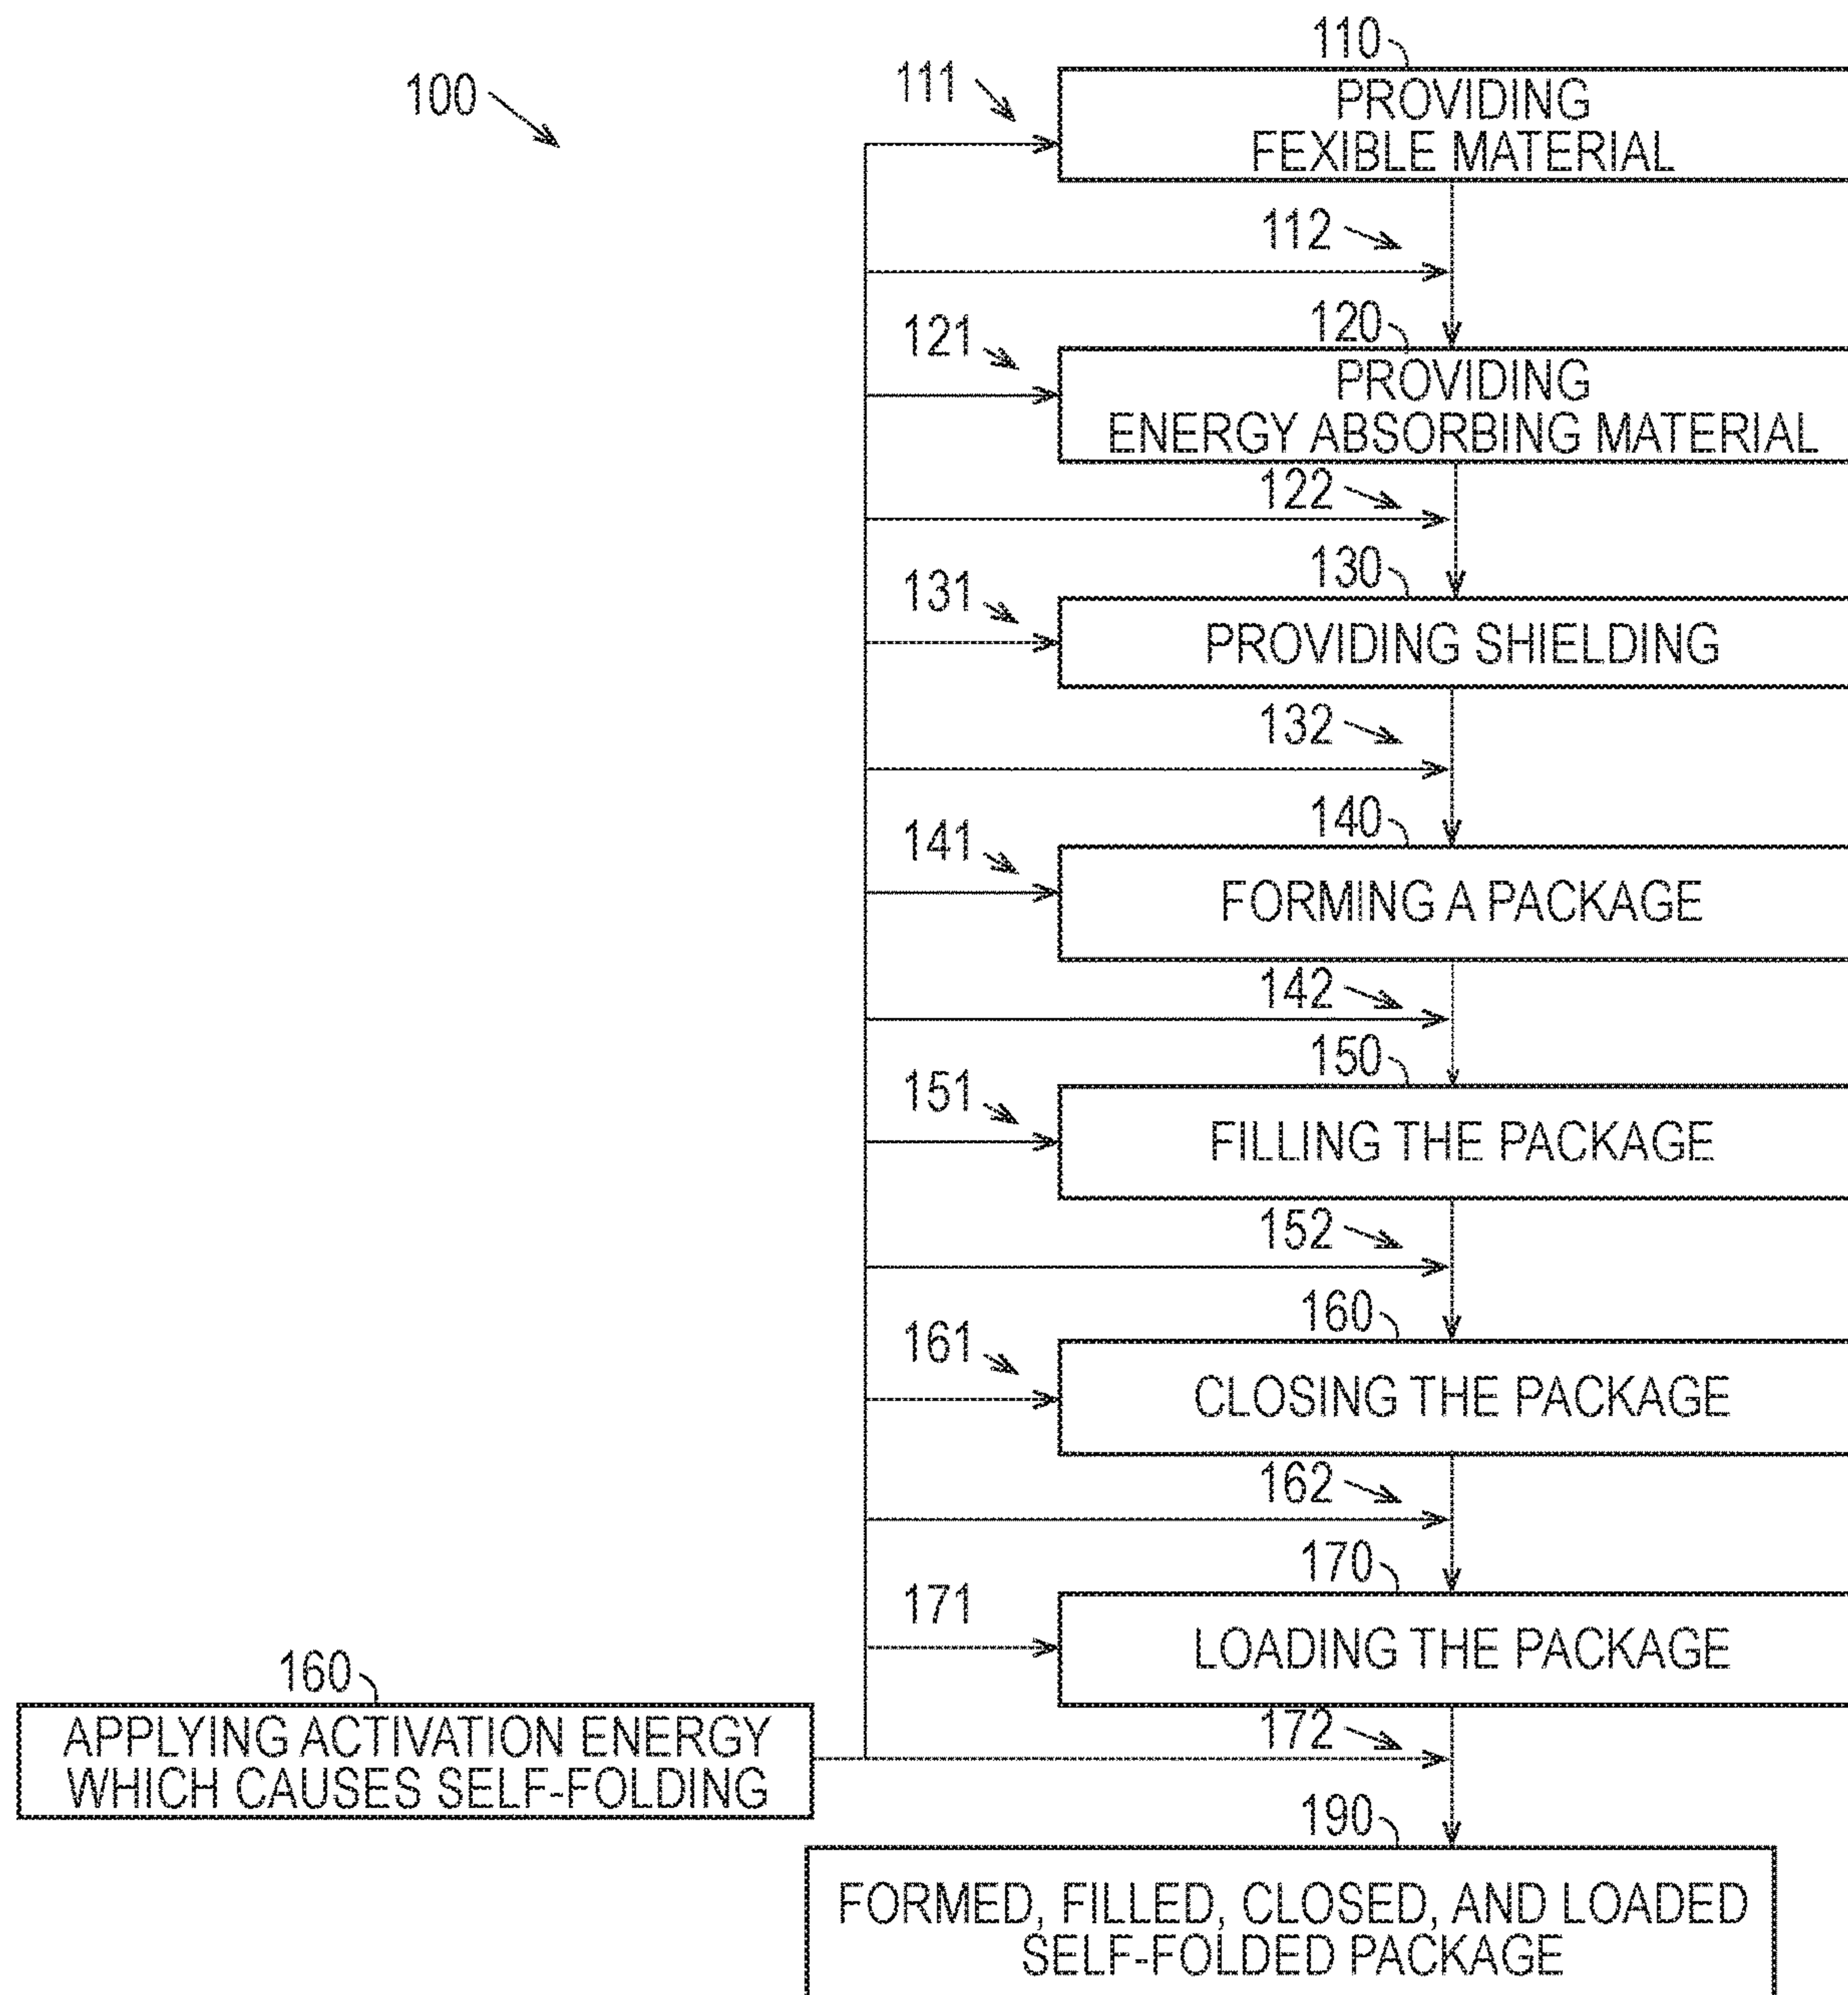 100
110
111
PROVIDING
FEXIBLE MATERIAL
112
120
121
PROVIDING
ENERGY ABSORBING MATERIAL
122
130
131
PROVIDING SHIELDING
132
140
141
FORMING A PACKAGE
142
150
151
FILLING THE PACKAGE
152
160
161
CLOSING THE PACKAGE
162
170
171
LOADING THE PACKAGE
160
APPLYING ACTIVATION ENERGY
WHICH CAUSES SELF-FOLDING
172
190
FORMED, FILLED, CLOSED, AND LOADED
SELF-FOLDED PACKAGE